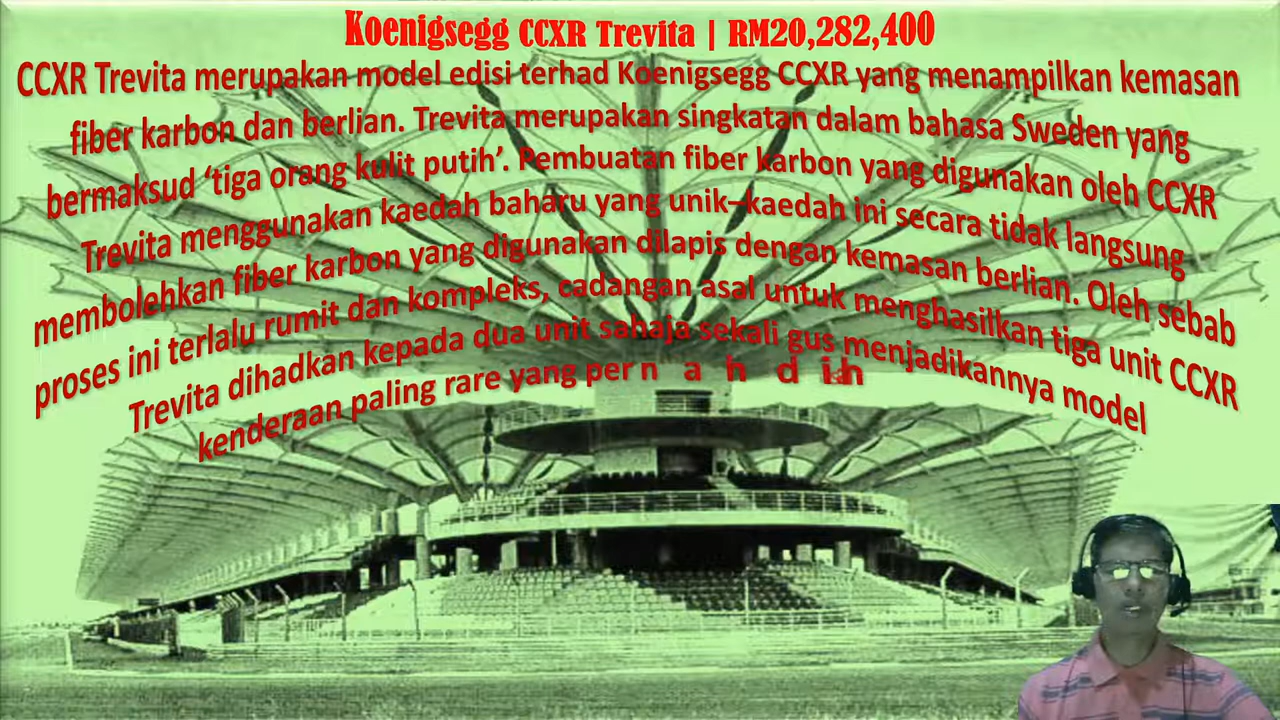 Koenigsegg CCXR Trevita | RM20,282,400
CCXR Trevita merupakan model edisi terhad Koenigsegg CCXR yang menampilkan kemasan
fiber karbon dan berlian. Trevita merupakan singkatan dalam bahasa Sweden yang
bermaksud ‘tiga orang kulit putih’. Pembuatan fiber karbon yang digunakan oleh CCXR
Trevita menggunakan kaedah baharu yang unik–kaedah ini secara tidak langsung
membolehkan fiber karbon yang digunakan dilapis dengan kemasan berlian. Oleh sebab
proses ini terlalu rumit dan kompleks, cadangan asal untuk menghasilkan tiga unit CCXR
Trevita dihadkan kepada dua unit sahaja sekali gus menjadikannya model
kenderaan paling rare yang pernah